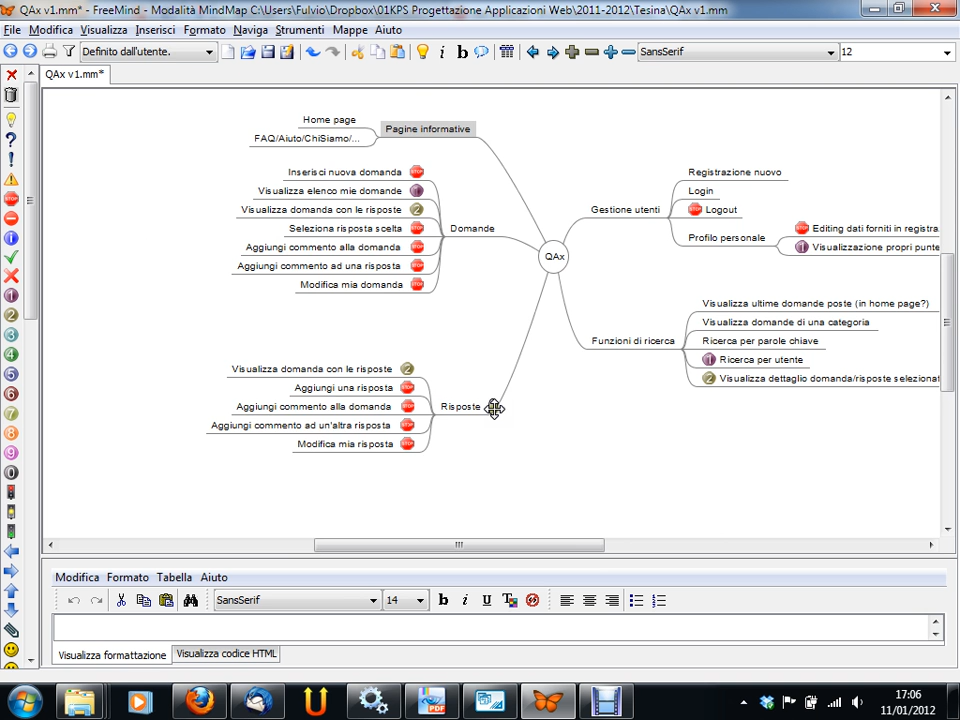 QAx v1.mm* - FreeMind - Modalità MindMap C:\Users\Fulvio\Dropbox\01KPS Progettazione Applicazioni Web\2011-2012\Tesina\QAx v1.mm
File Modifica Visualizza Inserisci Formato Naviga Strumenti Mappe Aiuto
Definito dall'utente.
SansSerif
12
QAx v1.mm*
Home page
Pagine informative
FAQ/Aiuto/ChiSiamo/...
Inserisci nuova domanda
Visualizza elenco mie domande
Visualizza domanda con le risposte
Seleziona risposta scelta
Domande
Aggiungi commento alla domanda
Aggiungi commento ad una risposta
Modifica mia domanda
QAx
Registrazione nuovo
Login
Gestione utenti
Logout
Profilo personale
Editing dati forniti in registra
Visualizzazione propri punte
Visualizza ultime domande poste (in home page?)
Visualizza domande di una categoria
Funzioni di ricerca
Ricerca per parole chiave
Ricerca per utente
Visualizza dettaglio domanda/risposte selezionat
Visualizza domanda con le risposte
Aggiungi una risposta
Aggiungi commento alla domanda
Risposte
Aggiungi commento ad un'altra risposta
Modifica mia risposta
Modifica Formato Tabella Aiuto
SansSerif
14
Visualizza formattazione
Visualizza codice HTML
17:06
11/01/2012